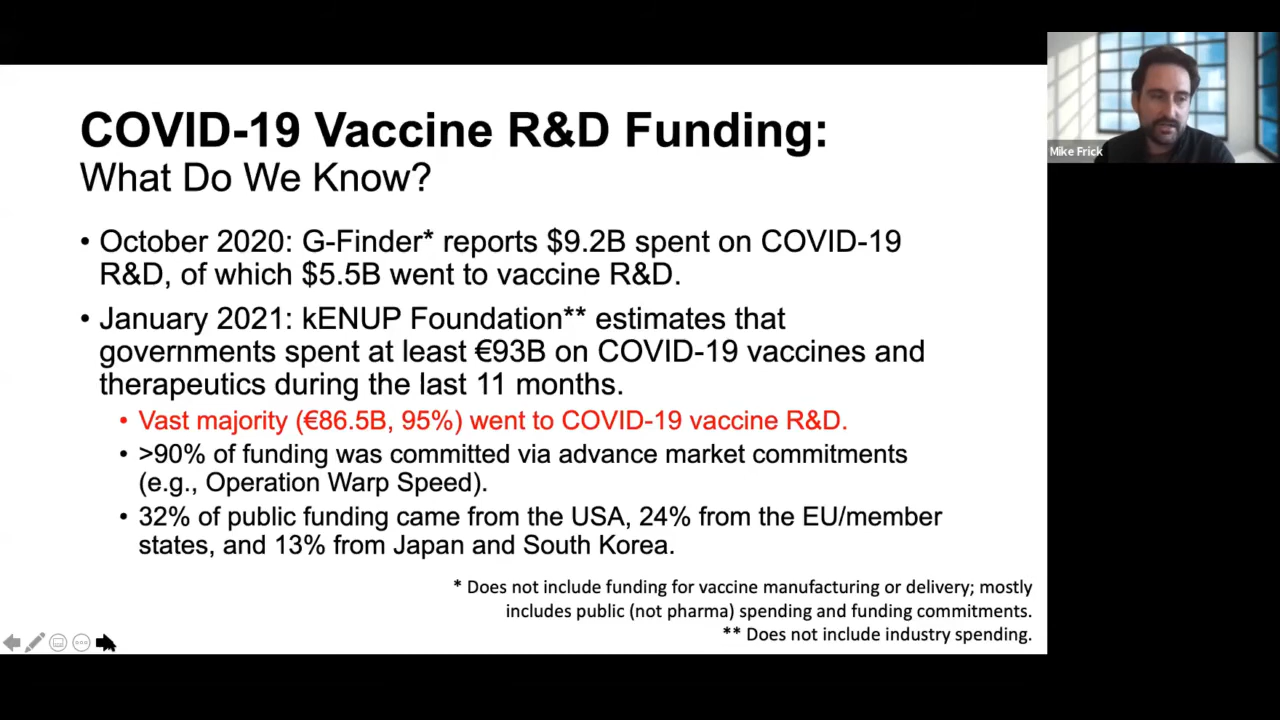 COVID-19 Vaccine R&D Funding:
What Do We Know?
• October 2020: G-Finder* reports $9.2B spent on COVID-19
R&D, of which $5.5B went to vaccine R&D.
• January 2021: kENUP Foundation** estimates that
governments spent at least €93B on COVID-19 vaccines and
therapeutics during the last 11 months.
• Vast majority (€86.5B, 95%) went to COVID-19 vaccine R&D.
• >90% of funding was committed via advance market commitments
(e.g., Operation Warp Speed).
• 32% of public funding came from the USA, 24% from the EU/member
states, and 13% from Japan and South Korea.
* Does not include funding for vaccine manufacturing or delivery; mostly
includes public (not pharma) spending and funding commitments.
** Does not include industry spending.
Mike Frick